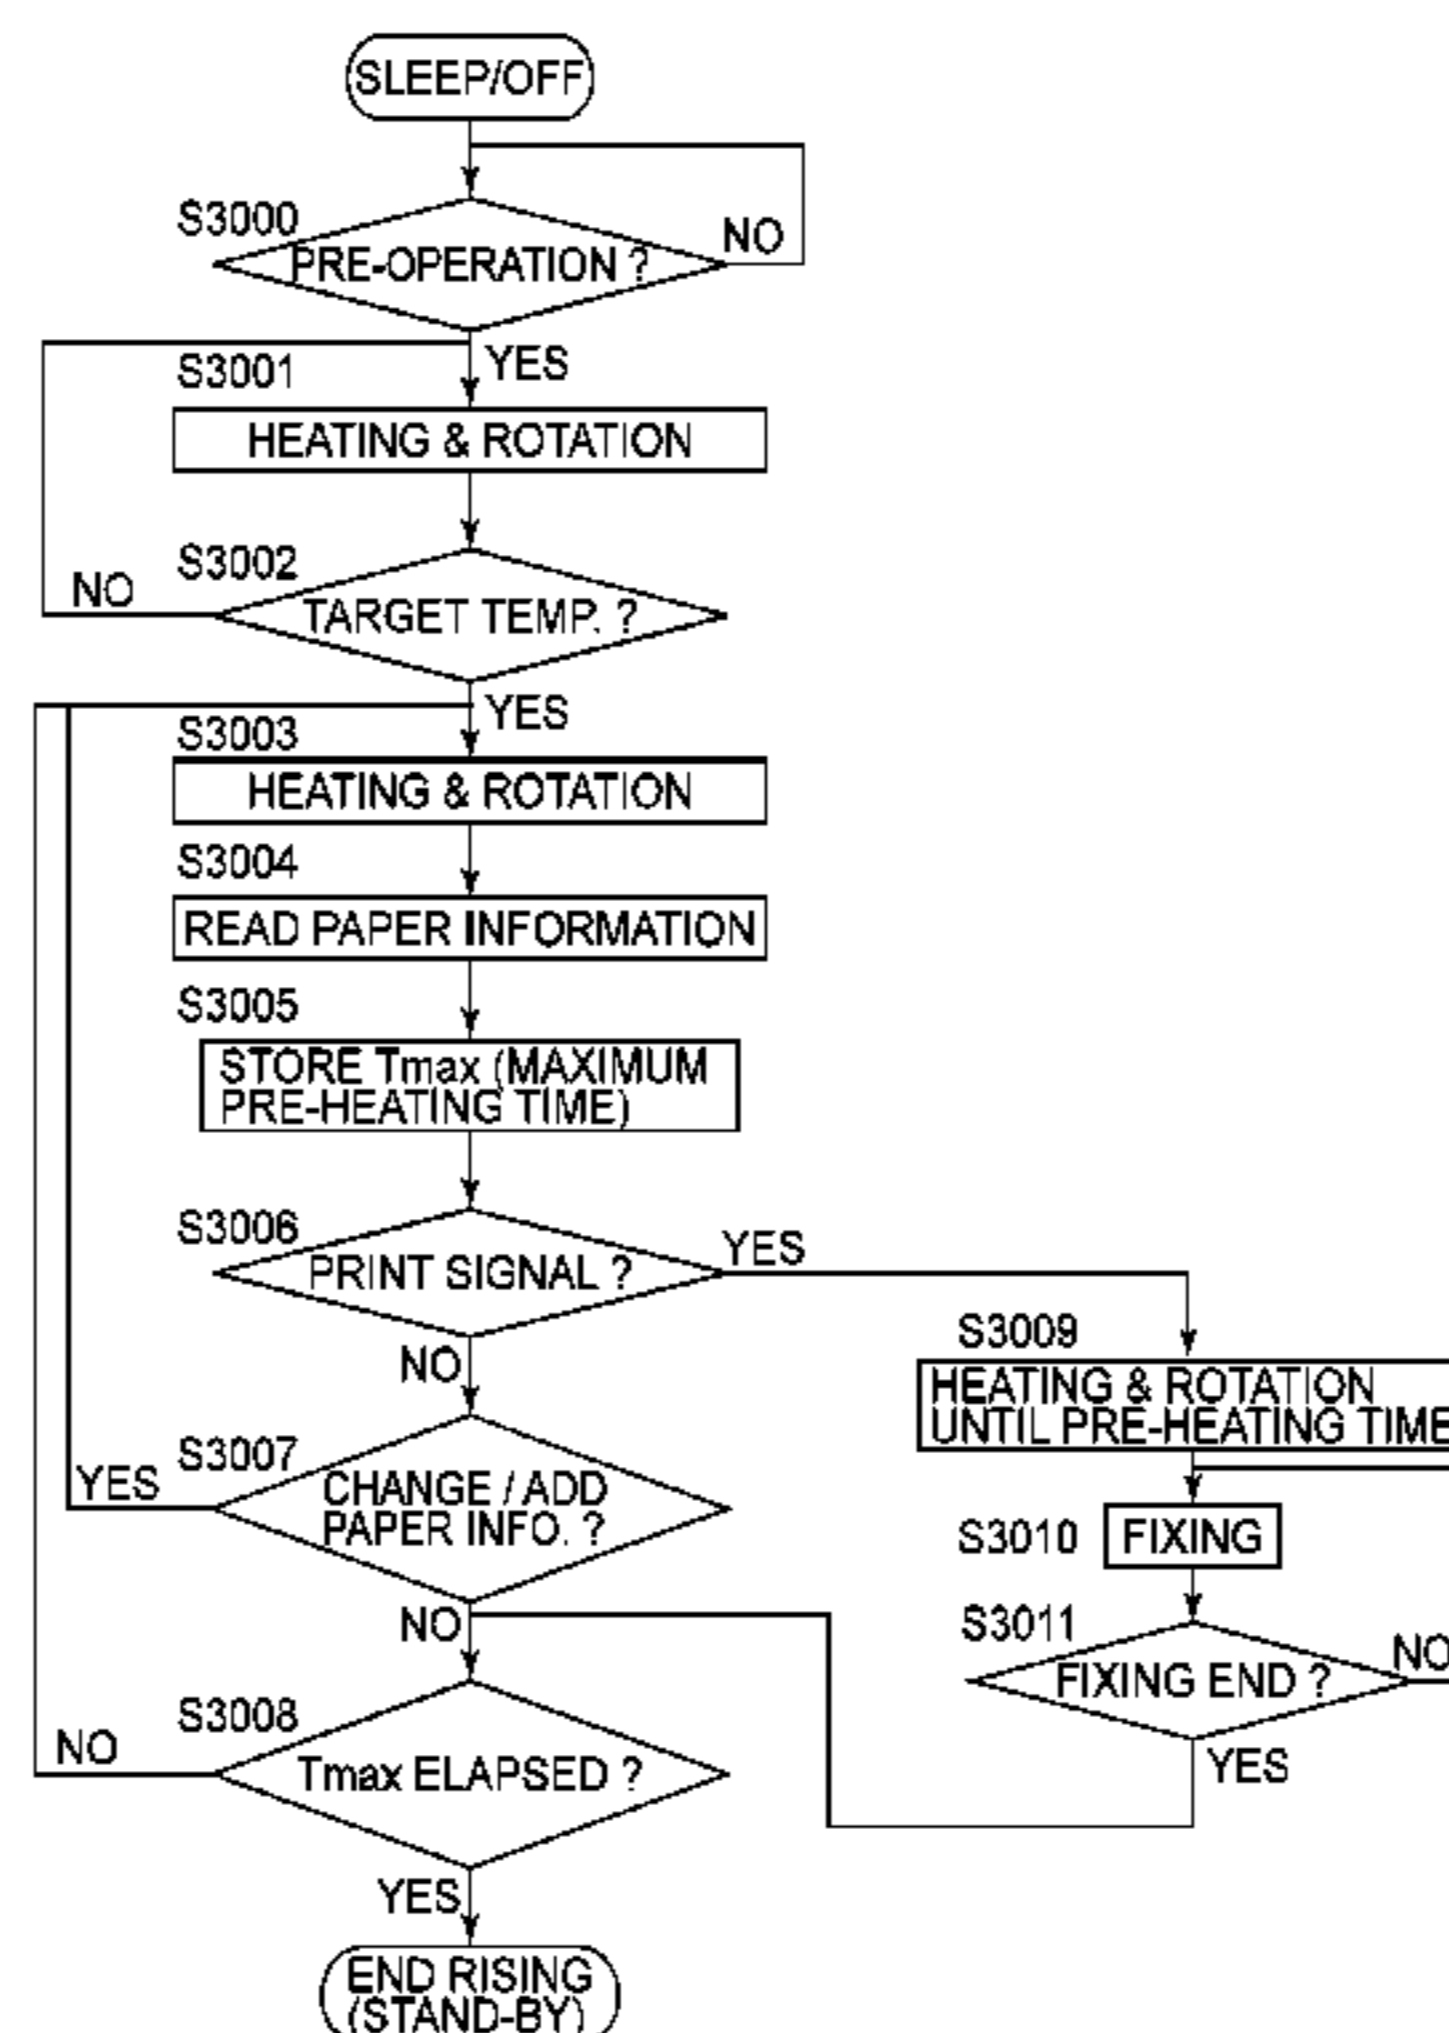 SLEEP/OFF
S3000
PRE-OPERATION ?
NO
YES
S3001
HEATING & ROTATION
S3002
TARGET TEMP. ?
NO
YES
S3003
HEATING & ROTATION
S3004
READ PAPER INFORMATION
S3005
STORE Tmax (MAXIMUM
PRE-HEATING TIME)
S3006
PRINT SIGNAL ?
YES
NO
S3007
CHANGE / ADD
PAPER INFO. ?
YES
NO
S3008
Tmax ELAPSED ?
NO
YES
END RISING
(STAND-BY)
S3009
HEATING & ROTATION
UNTIL PRE-HEATING TIME
S3010
FIXING
S3011
FIXING END ?
NO
YES